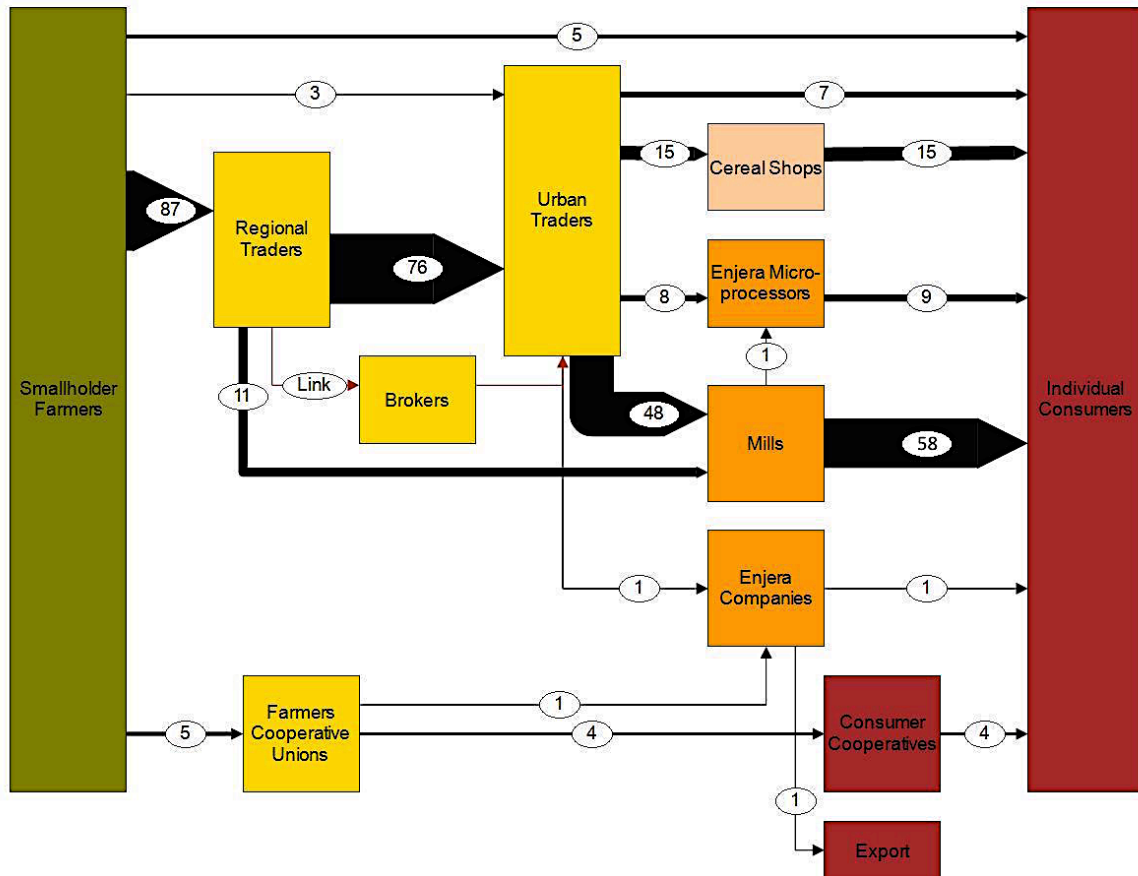 5
3
7
15
Cereal Shops
15
Urban
Traders
87
Regional
Traders
76
Enjera Micro-
processors
8
9
1
Smallholder
Farmers
11
Link
Brokers
48
Mills
58
Individual
Consumers
1
Enjera
Companies
1
5
Farmers
Cooperative
Unions
1
4
Consumer
Cooperatives
4
1
Export